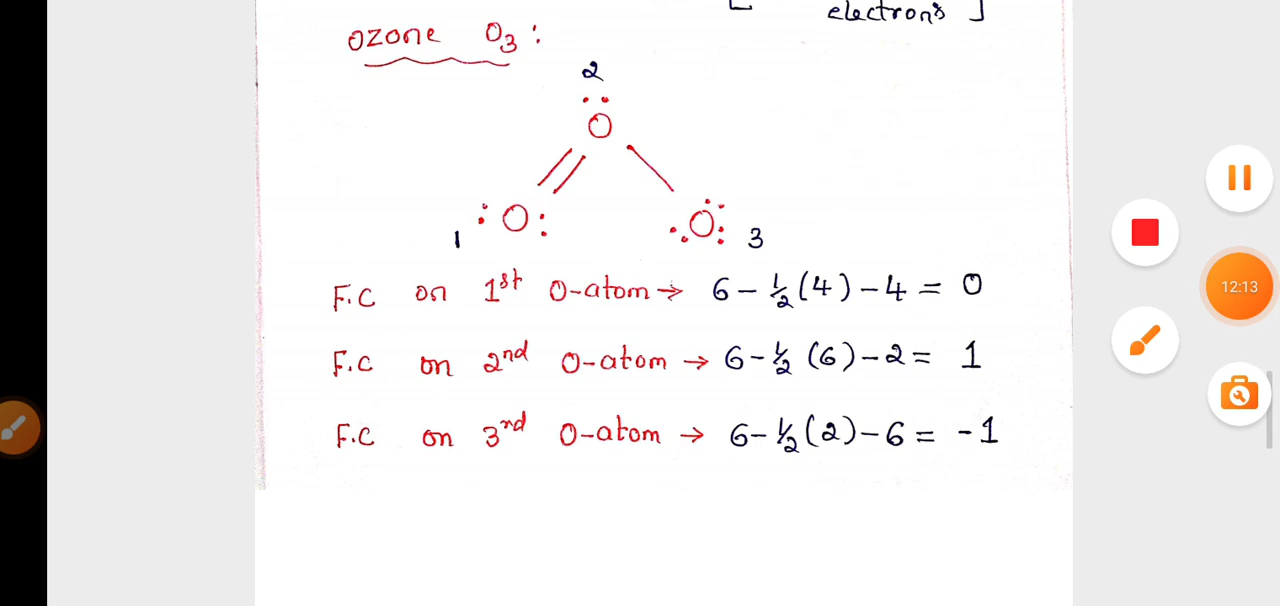 electrons ]
ozone O₃ :
2
O
:O:
O:
1
3
F.C on 1st O-atom → 6 - 1/2 (4) - 4 = 0
F.C on 2nd O-atom → 6 - 1/2 (6) - 2 = 1
F.C on 3rd O-atom → 6 - 1/2 (2) - 6 = -1
12:13